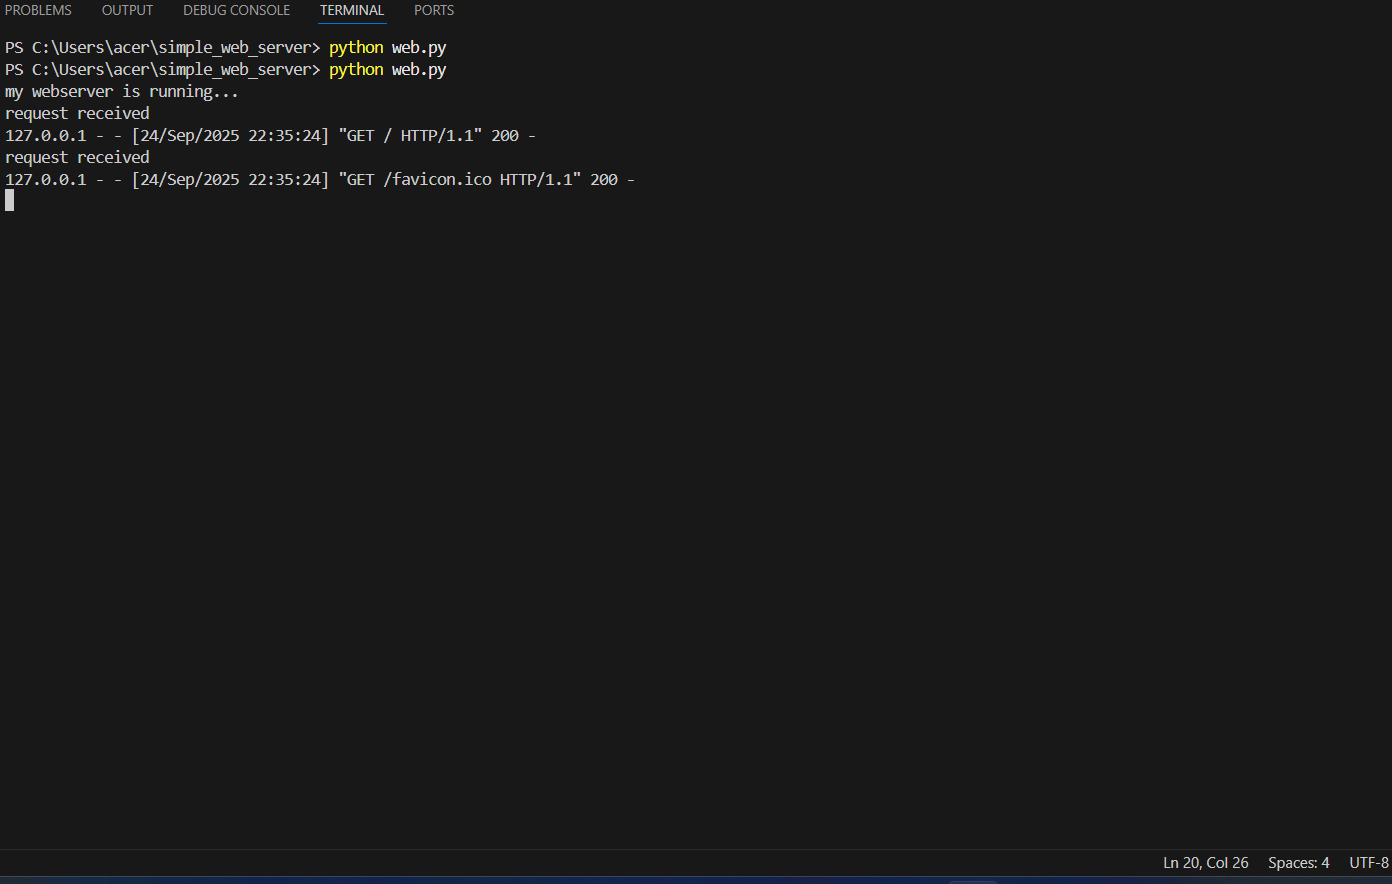 PROBLEMS OUTPUT DEBUG CONSOLE TERMINAL PORTS
PS C:\Users\acer\simple_web_server> python web.py
PS C:\Users\acer\simple_web_server> python web.py
my webserver is running...
request received
127.0.0.1 - - [24/Sep/2025 22:35:24] "GET / HTTP/1.1" 200 -
request received
127.0.0.1 - - [24/Sep/2025 22:35:24] "GET /favicon.ico HTTP/1.1" 200 -
Ln 20, Col 26 Spaces: 4 UTF-8